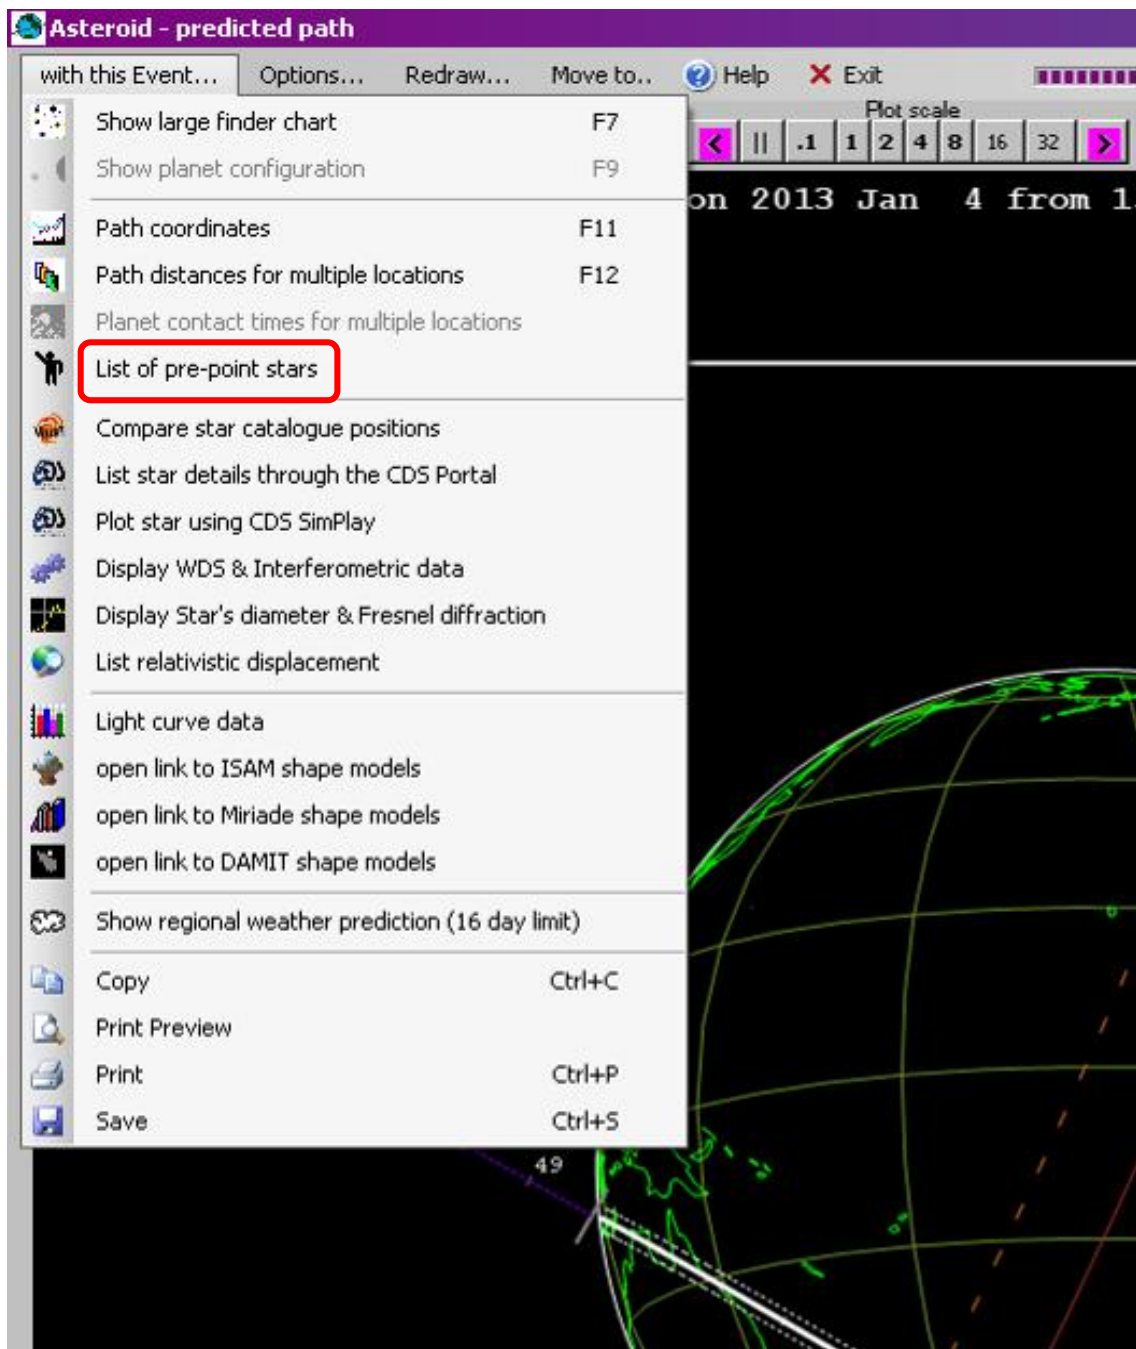 Asteroid - predicted path
with this Event... Options... Redraw... Move to.. Help Exit
Plot scale
.1 1 2 4 8 16 32
on 2013 Jan 4 from
Show large finder chart F7
Show planet configuration F9
Path coordinates F11
Path distances for multiple locations F12
Planet contact times for multiple locations
List of pre-point stars
Compare star catalogue positions
List star details through the CDS Portal
Plot star using CDS SimPlay
Display WDS & Interferometric data
Display Star's diameter & Fresnel diffraction
List relativistic displacement
Light curve data
open link to ISAM shape models
open link to Miriade shape models
open link to DAMIT shape models
Show regional weather prediction (16 day limit)
Copy Ctrl+C
Print Preview
Print Ctrl+P
Save Ctrl+S
49